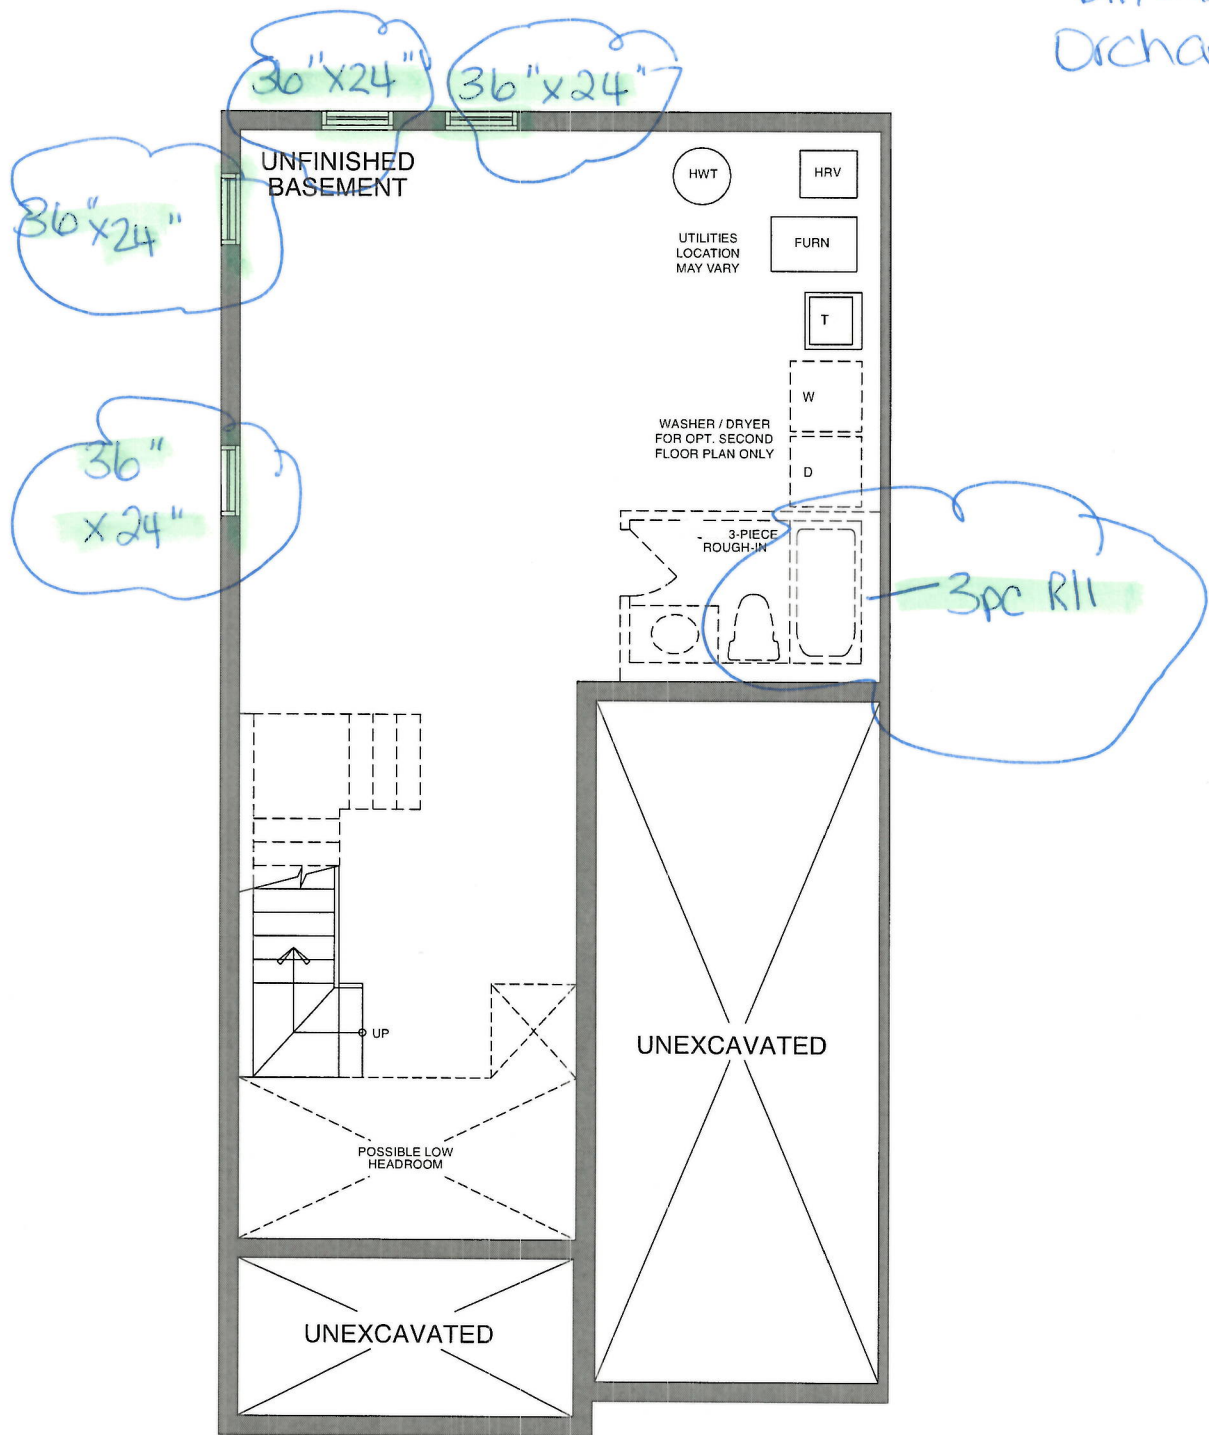 36"x24"
36"x24"
UNFINISHED
BASEMENT
HWT
HRV
36"x24"
UTILITIES
LOCATION
MAY VARY
FURN
T
W
WASHER / DRYER
FOR OPT. SECOND
FLOOR PLAN ONLY
36"
x24"
D
3-PIECE
ROUGH-IN
3pc R/I
UP
UNEXCAVATED
POSSIBLE LOW
HEADROOM
UNEXCAVATED